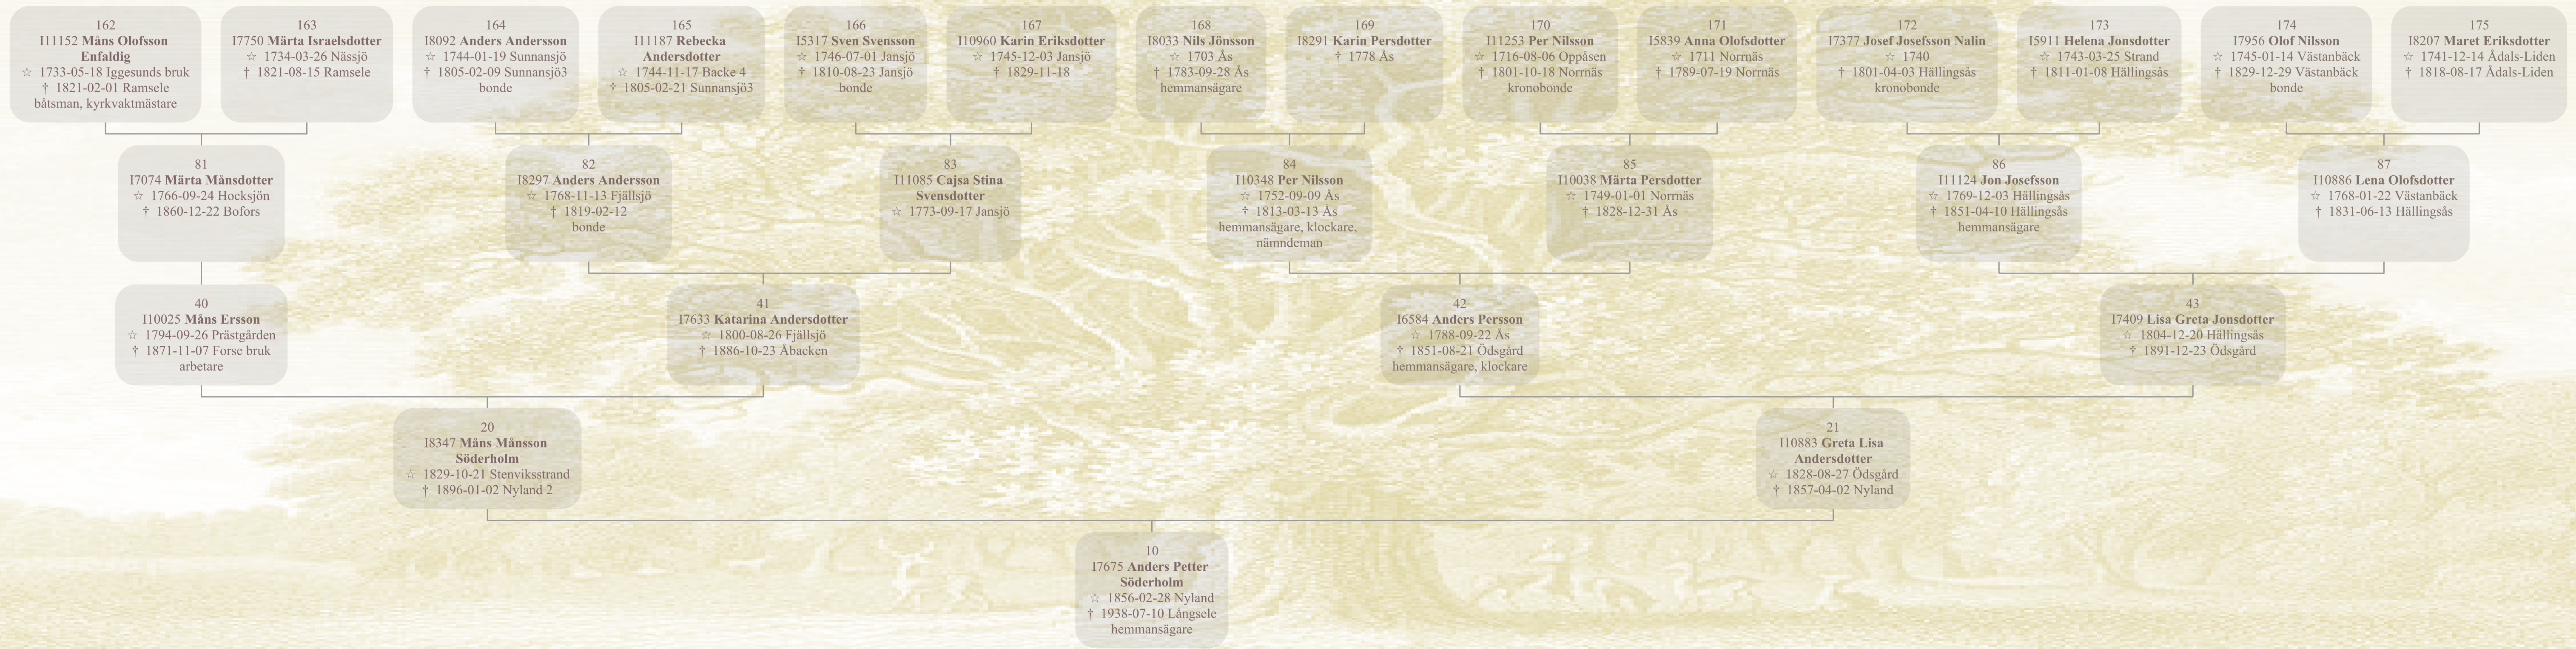 162
I11152 Måns Olofsson
Enfaldig
☆ 1733-05-18 Iggesunds bruk
† 1821-02-01 Ramsele
båtsman, kyrkvaktmästare
163
I7750 Märta Israelsdotter
☆ 1734-03-26 Nässjö
† 1821-08-15 Ramsele
164
I8092 Anders Andersson
☆ 1744-01-19 Sunnansjö
† 1805-02-09 Sunnansjö3
bonde
165
I11187 Rebecka
Andersdotter
☆ 1744-11-17 Backe 4
† 1805-02-21 Sunnansjö3
166
I5317 Sven Svensson
☆ 1746-07-01 Jansjö
† 1810-08-23 Jansjö
bonde
167
I10960 Karin Eriksdotter
☆ 1745-12-03 Jansjö
† 1829-11-18
168
I8033 Nils Jönsson
☆ 1703 Ås
† 1783-09-28 Ås
hemmansägare
169
I8291 Karin Persdotter
† 1778 Ås
170
I11253 Per Nilsson
☆ 1716-08-06 Oppåsen
† 1801-10-18 Norrnäs
kronobonde
171
I5839 Anna Olofsdotter
☆ 1711 Norrnäs
† 1789-07-19 Norrnäs
172
I7377 Josef Josefsson Nalin
☆ 1740
† 1801-04-03 Hällingsås
kronobonde
173
I5911 Helena Jonsdotter
☆ 1743-03-25 Strand
† 1811-01-08 Hällingsås
174
I7956 Olof Nilsson
☆ 1745-01-14 Västanbäck
† 1829-12-29 Västanbäck
bonde
175
I8207 Maret Eriksdotter
☆ 1741-12-14 Ådals-Liden
† 1818-08-17 Ådals-Liden
81
I7074 Märta Månsdotter
☆ 1766-09-24 Hocksjön
† 1860-12-22 Bofors
82
I8297 Anders Andersson
☆ 1768-11-13 Fjällsjö
† 1819-02-12
bonde
83
I11085 Cajsa Stina
Svensdotter
☆ 1773-09-17 Jansjö
84
I10348 Per Nilsson
☆ 1752-09-09 Ås
† 1813-03-13 Ås
hemmansägare, klockare,
nämndeman
85
I10038 Märta Persdotter
☆ 1749-01-01 Norrnäs
† 1828-12-31 Ås
86
I11124 Jon Josefsson
☆ 1769-12-03 Hällingsås
† 1851-04-10 Hällingsås
hemmansägare
87
I10886 Lena Olofsdotter
☆ 1768-01-22 Västanbäck
† 1831-06-13 Hällingsås
40
I10025 Måns Ersson
☆ 1794-09-26 Prästgården
† 1871-11-07 Forse bruk
arbetare
41
I7633 Katarina Andersdotter
☆ 1800-08-26 Fjällsjö
† 1886-10-23 Åbacken
42
I6584 Anders Persson
☆ 1788-09-22 Ås
† 1851-08-21 Ödsgård
hemmansägare, klockare
43
I7409 Lisa Greta Jonsdotter
☆ 1804-12-20 Hällingsås
† 1891-12-23 Ödsgård
20
I8347 Måns Månsson
Söderholm
☆ 1829-10-21 Stenviksstrand
† 1896-01-02 Nyland 2
21
I10883 Greta Lisa
Andersdotter
☆ 1828-08-27 Ödsgård
† 1857-04-02 Nyland
10
I7675 Anders Petter
Söderholm
☆ 1856-02-28 Nyland
† 1938-07-10 Långsele
hemmansägare